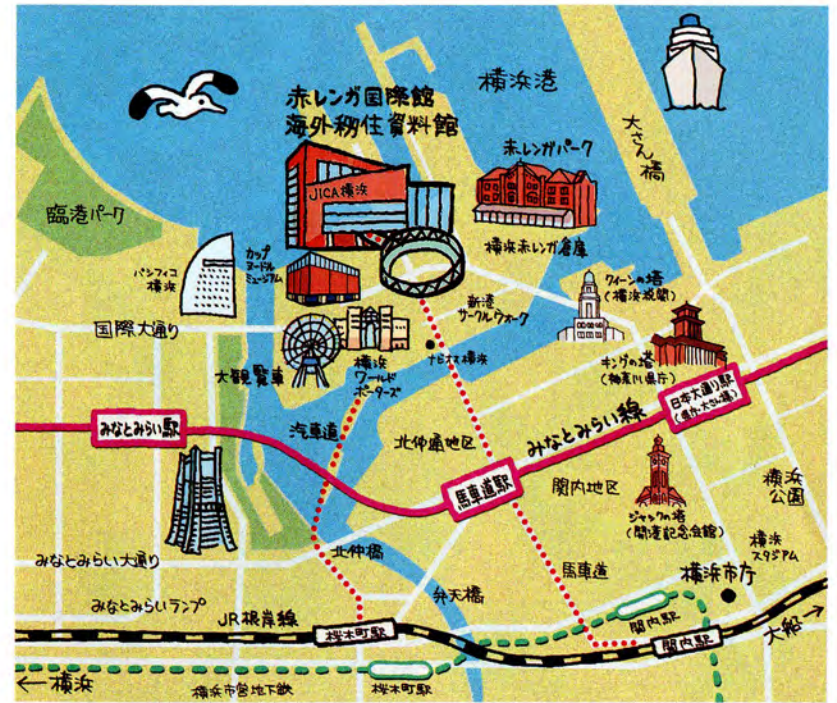 横浜港
赤レンガ国際館
海外移住資料館
大さん橋
赤レンガパーク
JICA横浜
臨港パーク
横浜赤レンガ倉庫
パシフィコ
横浜
カップ
ヌードル
ミュージアム
クイーンの塔
(横浜税関)
新港
サークルウォーク
国際大通り
ナビオス横浜
大観覧車
横浜
ワールド
ポーターズ
キングの塔
(神奈川県庁)
日本大通り駅
(県庁・大さん橋)
みなとみらい駅
汽車道
北仲通地区
みなとみらい線
馬車道駅
関内地区
横浜
公園
ジャックの塔
(開港記念会館)
横浜
スタジアム
みなとみらい大通り
北仲橋
馬車道
横浜市庁
みなとみらいランプ
弁天橋
JR根岸線
桜木町駅
関内駅
関内駅
大船
横浜
横浜市営地下鉄
桜木町駅